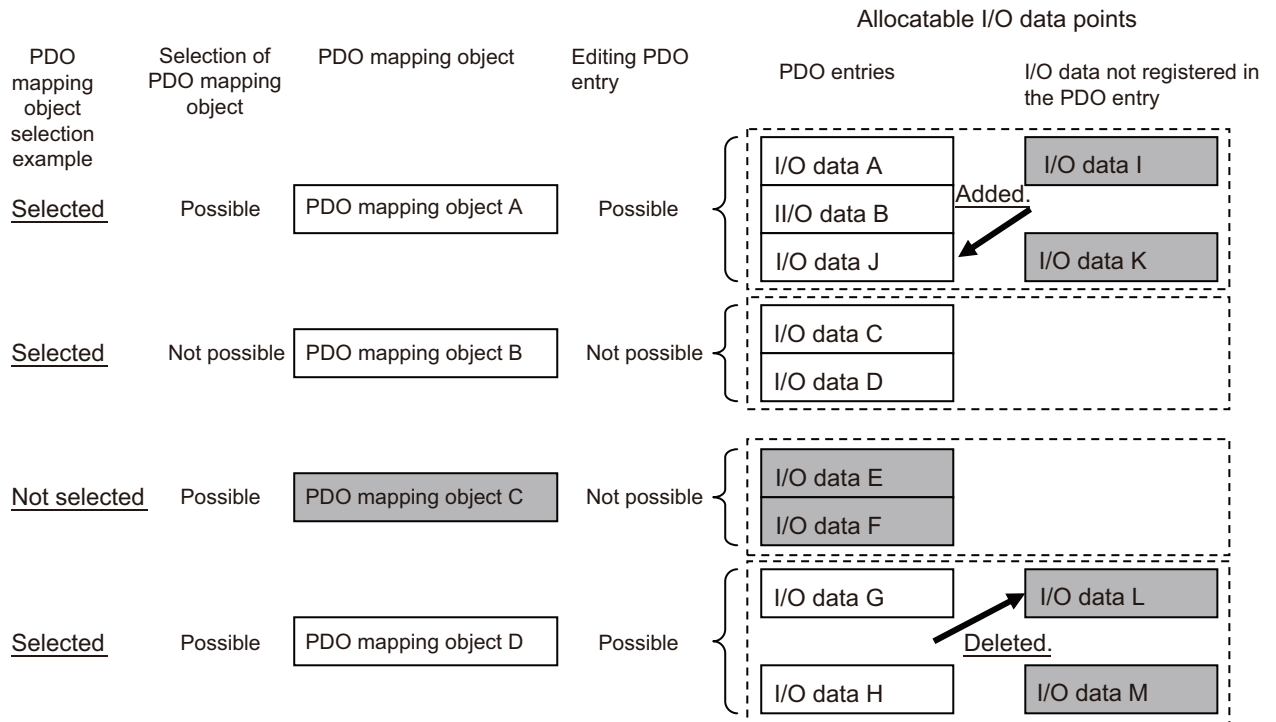 Allocatable I/O data points
PDO
mapping
object
selection
example
Selection of
PDO mapping
object
PDO mapping object
Editing PDO
entry
PDO entries
I/O data not registered in
the PDO entry
Selected
Possible
PDO mapping object A
Possible
I/O data A
II/O data B
I/O data J
Added.
I/O data I
I/O data K
Selected
Not possible
PDO mapping object B
Not possible
I/O data C
I/O data D
Not selected
Possible
PDO mapping object C
Not possible
I/O data E
I/O data F
Selected
Possible
PDO mapping object D
Possible
I/O data G
I/O data H
Deleted.
I/O data L
I/O data M